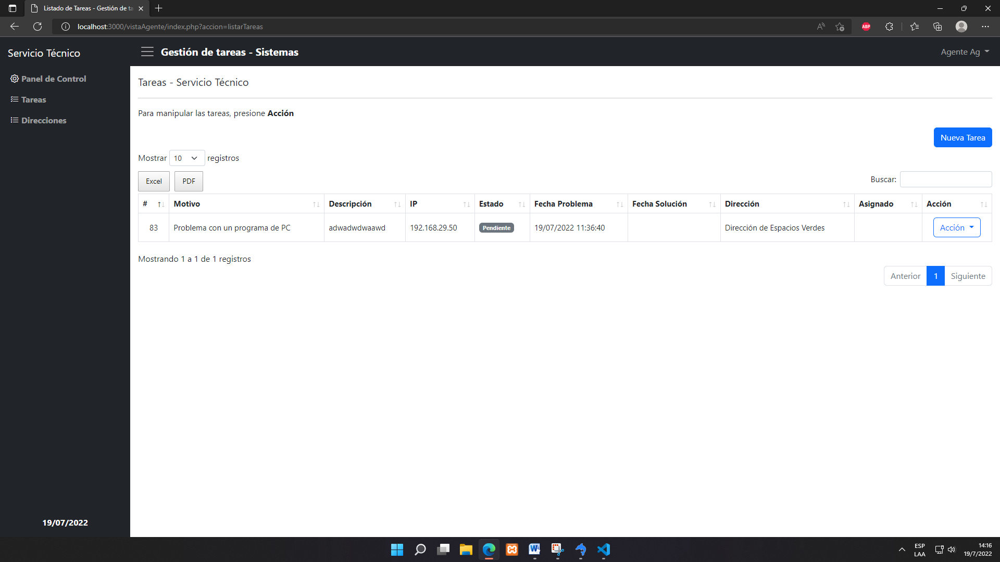 Listado de Tareas - Gestión de ta
localhost:3000/vistaAgente/index.php?accion=listarTareas
ABP
Servicio Técnico
Gestión de tareas - Sistemas
Agente Ag
Panel de Control
Tareas
Direcciones
Tareas - Servicio Técnico
Para manipular las tareas, presione Acción
Nueva Tarea
Mostrar 10 registros
Excel PDF
Buscar:
# Motivo Descripción IP Estado Fecha Problema Fecha Solución Dirección Asignado Acción
83 Problema con un programa de PC adwadwdwaawd 192.168.29.50 Pendiente 19/07/2022 11:36:40 Dirección de Espacios Verdes Acción
Mostrando 1 a 1 de 1 registros
Anterior 1 Siguiente
19/07/2022
ESP
LAA
14:16
19/7/2022